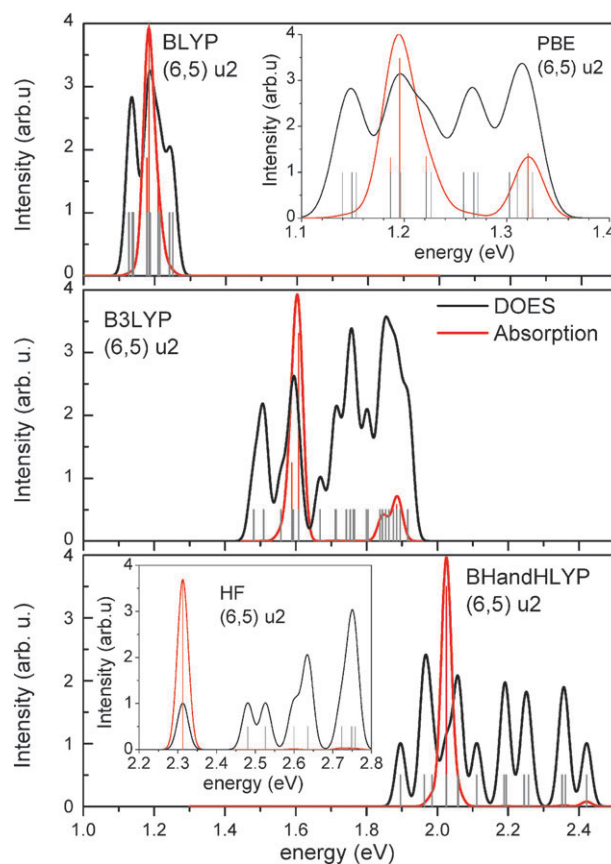 BLYP
(6,5) u2
Intensity (arb.u)
4
3
2
1
0
PBE
(6,5) u2
Intensity (arb.u)
4
3
2
1
0
1.1 1.2 1.3 1.4
energy (eV)
B3LYP
(6,5) u2
DOES
Absorption
Intensity (arb. u.)
3
2
1
0
BHandHLYP
(6,5) u2
Intensity (arb. u.)
4
3
2
1
0
HF
(6,5) u2
Intensity (arb.u)
4
3
2
1
0
2.2 2.3 2.4 2.5 2.6 2.7 2.8
energy (eV)
1.0 1.2 1.4 1.6 1.8 2.0 2.2 2.4
energy (eV)